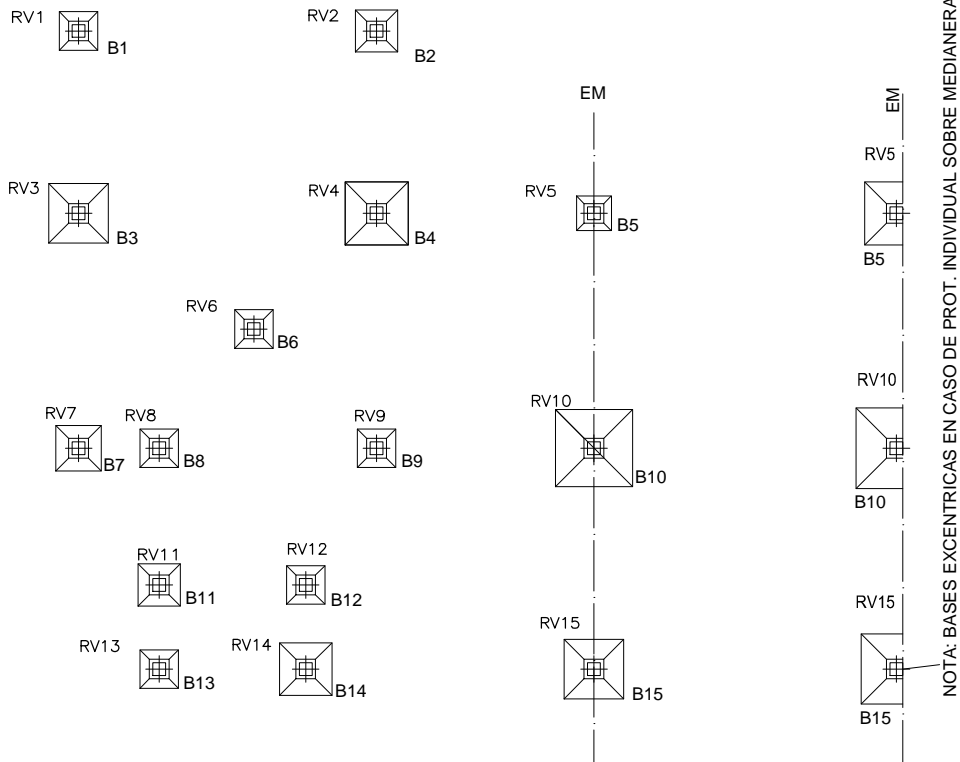 RV1
B1
RV2
B2
EM
EM
RV3
B3
RV4
B4
RV5
B5
RV5
B5
RV6
B6
RV7
B7
RV8
B8
RV9
B9
RV10
B10
RV10
B10
RV11
B11
RV12
B12
RV13
B13
RV14
B14
RV15
B15
RV15
B15
NOTA: BASES EXCENTRICAS EN CASO DE PROT. INDIVIDUAL SOBRE MEDIANERA